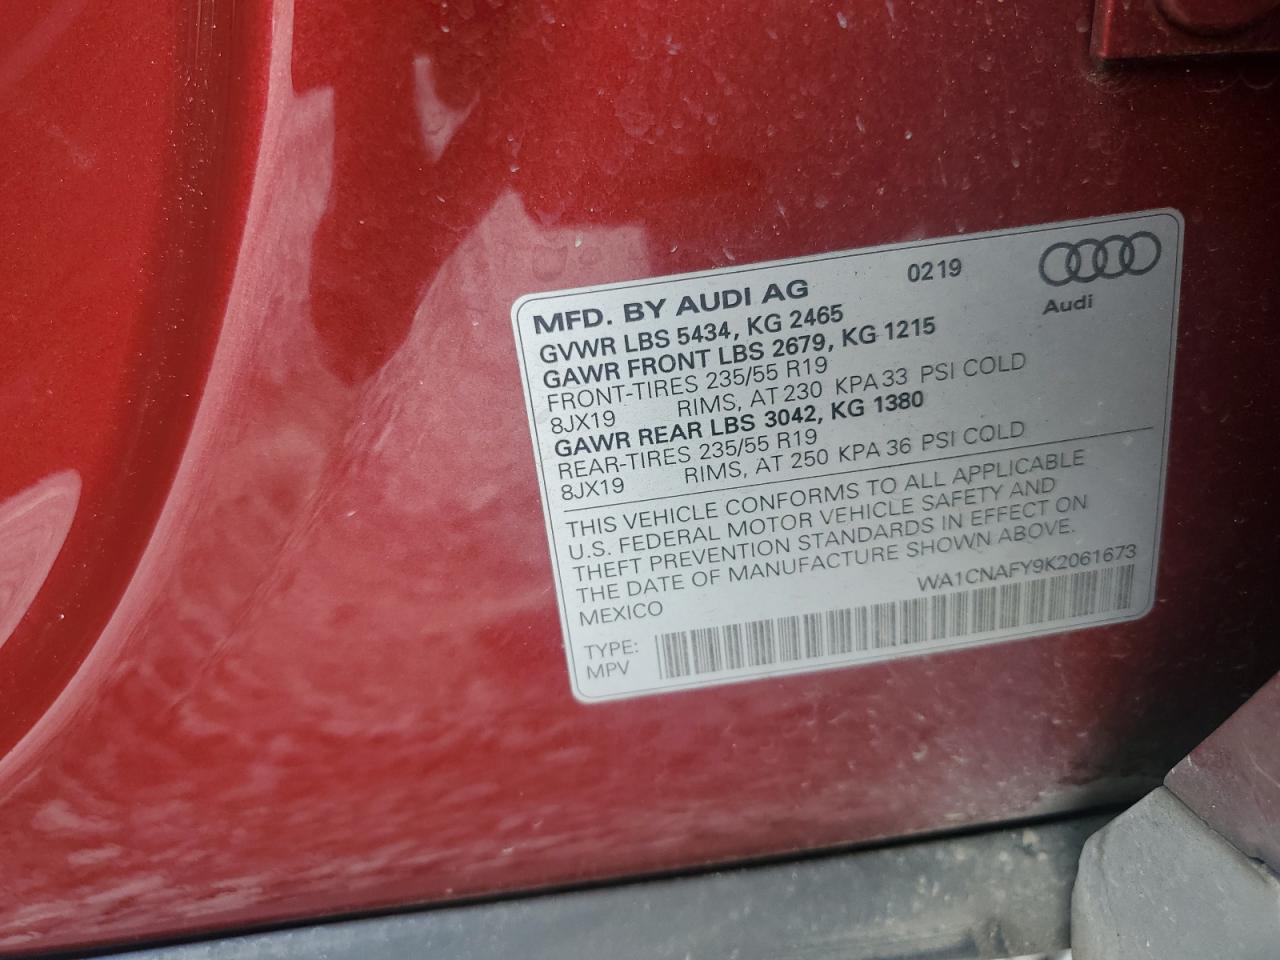 MFD. BY AUDI AG 0219
Audi
GVWR LBS 5434, KG 2465
GAWR FRONT LBS 2679, KG 1215
FRONT-TIRES 235/55 R19
8JX19 RIMS, AT 230 KPA 33 PSI COLD
GAWR REAR LBS 3042, KG 1380
REAR-TIRES 235/55 R19
8JX19 RIMS, AT 250 KPA 36 PSI COLD
THIS VEHICLE CONFORMS TO ALL APPLICABLE
U.S. FEDERAL MOTOR VEHICLE SAFETY AND
THEFT PREVENTION STANDARDS IN EFFECT ON
THE DATE OF MANUFACTURE SHOWN ABOVE.
MEXICO WA1CNAFY9K2061673
TYPE:
MPV